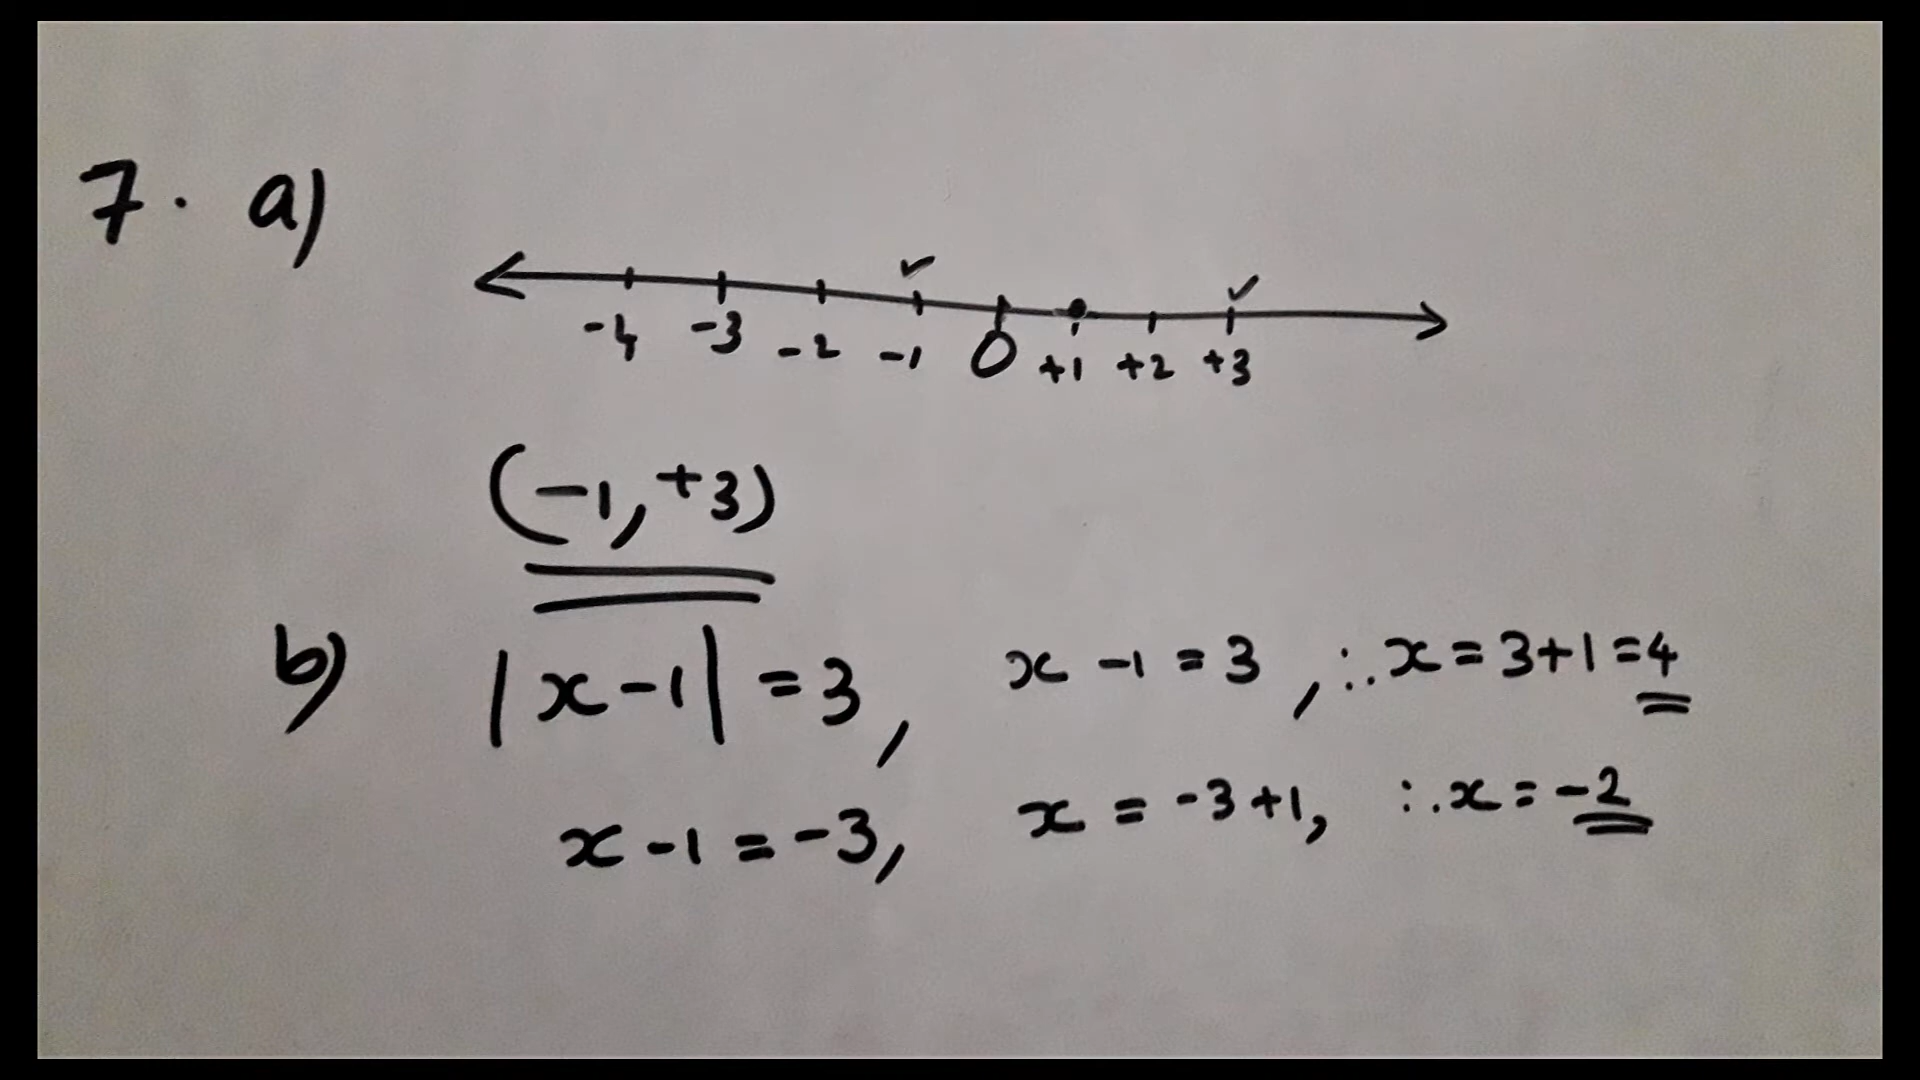 7. a)
-4 -3 -2 -1 0 +1 +2 +3
(-1, +3)
b) |x-1| = 3, x-1 = 3, ∴x = 3+1 = 4
x-1 = -3, x = -3+1, ∴x = -2